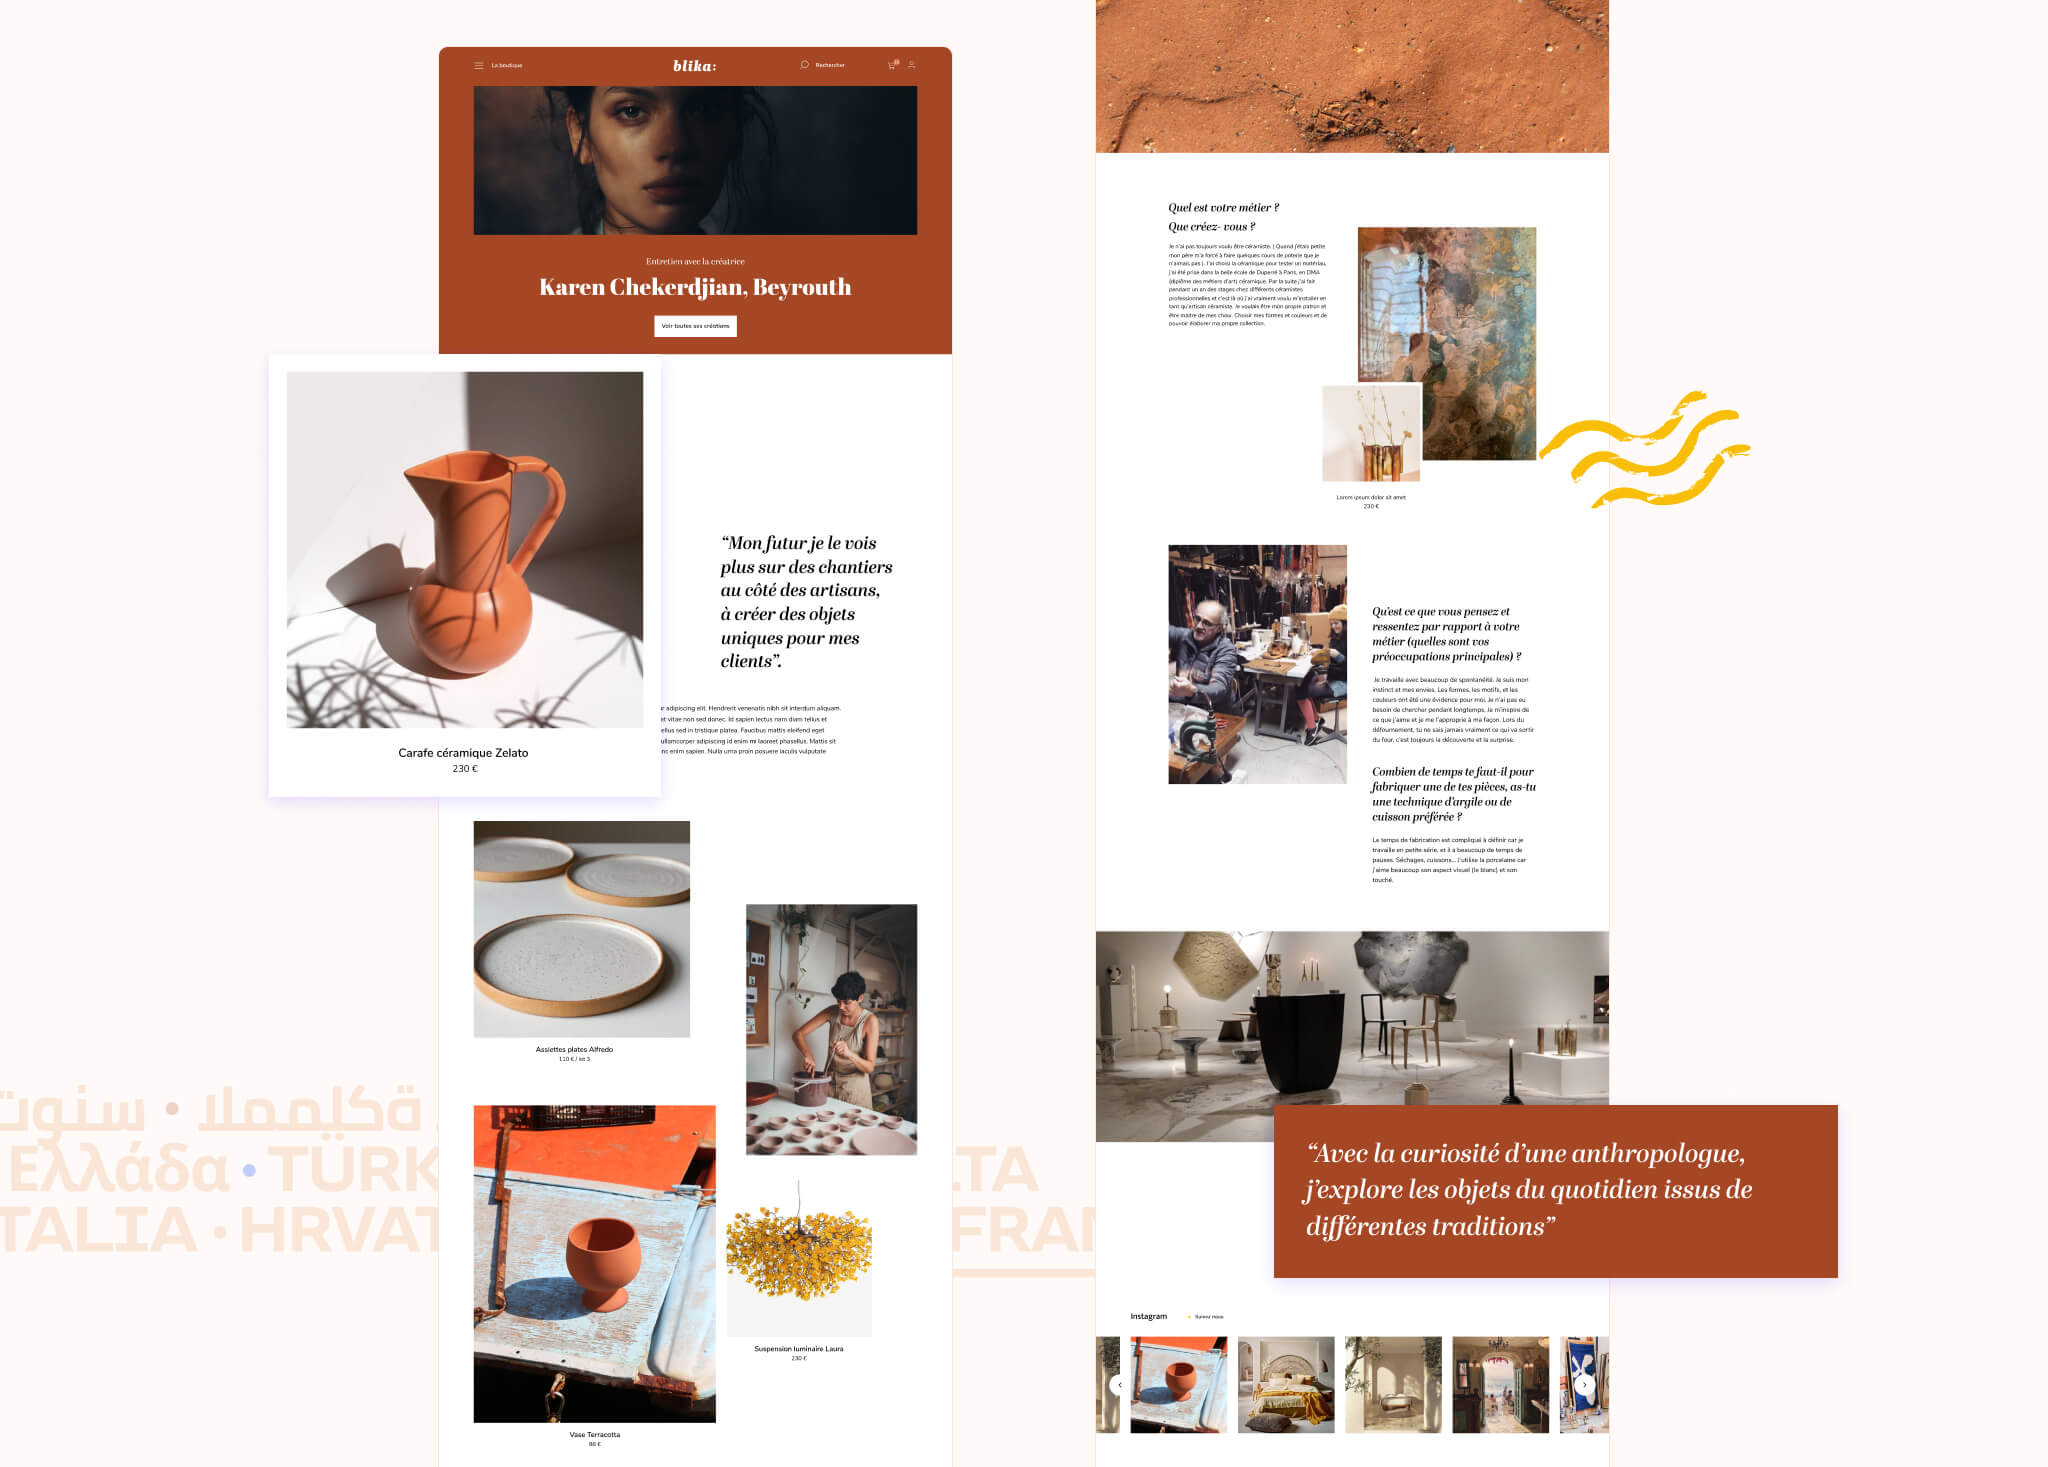 La boutique
blika:
Rechercher
Entretien avec la créatrice
Karen Chekerdjian, Beyrouth
Voir toutes ses créations
Carafe céramique Zelato
230 €
“Mon futur je le vois
plus sur des chantiers
au côté des artisans,
à créer des objets
uniques pour mes
clients”.
adipiscing elit. Hendrerit venenatis nibh sit interdum aliquam.
et vitae non sed donec. Id sapien lectus nam diam tellus et
ellus sed in tristique platea. Faucibus mattis eleifend eget
ullamcorper adipiscing id enim mi laoreet phasellus. Mattis sit
nc enim sapien. Nulla urna proin posuere iaculis vulputate
Assiettes plates Alfredo
110 € / lot 5
Vase Terracotta
88 €
Suspension luminaire Laura
230 €
Ελλάδα • TÜRK
TALIA • HRVAT
LTA
FRAN
Quel est votre métier ?
Que créez- vous ?
Je n'ai pas toujours voulu être céramiste. ( Quand j'étais petite
mon père m'a forcé à faire quelques cours de poterie que je
n'aimais pas ). J'ai choisi la céramique pour tester un matériau,
j'ai été prise dans la belle école de Duperré à Paris, en DMA
(diplôme des métiers d'art) céramique. Par la suite j'ai fait
pendant un an des stages chez différents céramistes
professionnelles et c'est là où j'ai vraiment voulu m'installer en
tant qu'artisan céramiste. Je voulais être mon propre patron et
être maitre de mes choix. Choisir mes formes et couleurs et de
pouvoir élaborer ma propre collection.
Lorem ipsum dolor sit amet
230 €
Qu'est ce que vous pensez et
ressentez par rapport à votre
métier (quelles sont vos
préoccupations principales) ?
Je travaille avec beaucoup de spontanéité. Je suis mon
instinct et mes envies. Les formes, les motifs, et les
couleurs ont été une évidence pour moi. Je n'ai pas eu
besoin de chercher pendant longtemps. Je m'inspire de
ce que j'aime et je me l'approprie à ma façon. Lors du
défournement, tu ne sais jamais vraiment ce qui va sortir
du four, c'est toujours la découverte et la surprise.
Combien de temps te faut-il pour
fabriquer une de tes pièces, as-tu
une technique d'argile ou de
cuisson préférée ?
Le temps de fabrication est compliqué à définir car je
travaille en petite série, et il a beaucoup de temps de
pauses. Séchages, cuissons... J'utilise la porcelaine car
j'aime beaucoup son aspect visuel (le blanc) et son
touché.
“Avec la curiosité d'une anthropologue,
j'explore les objets du quotidien issus de
différentes traditions”
Instagram
Suivez nous